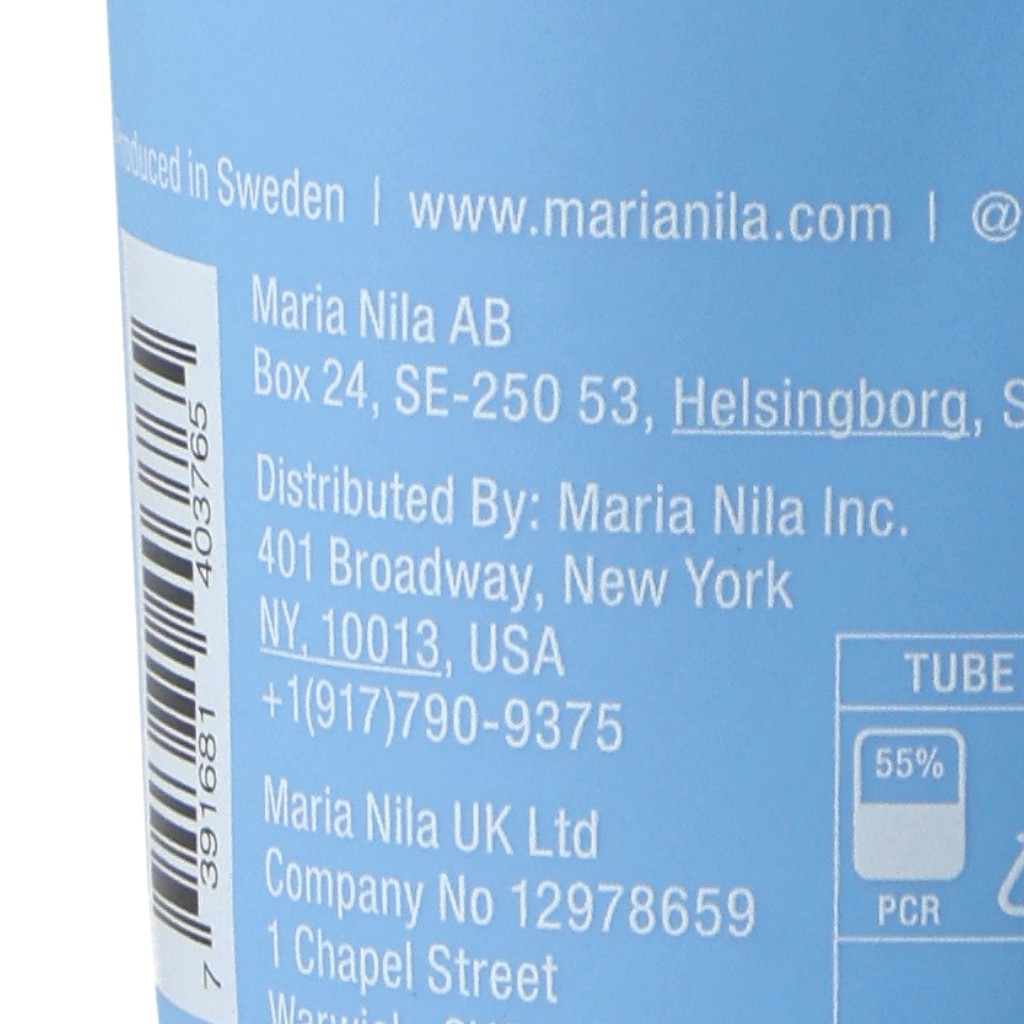 Produced in Sweden | www.marianila.com | @
Maria Nila AB
Box 24, SE-250 53, Helsingborg, S
Distributed By: Maria Nila Inc.
401 Broadway, New York
NY, 10013, USA
+1(917)790-9375
Maria Nila UK Ltd
Company No 12978659
1 Chapel Street
7 391681 403765
TUBE
55%
PCR